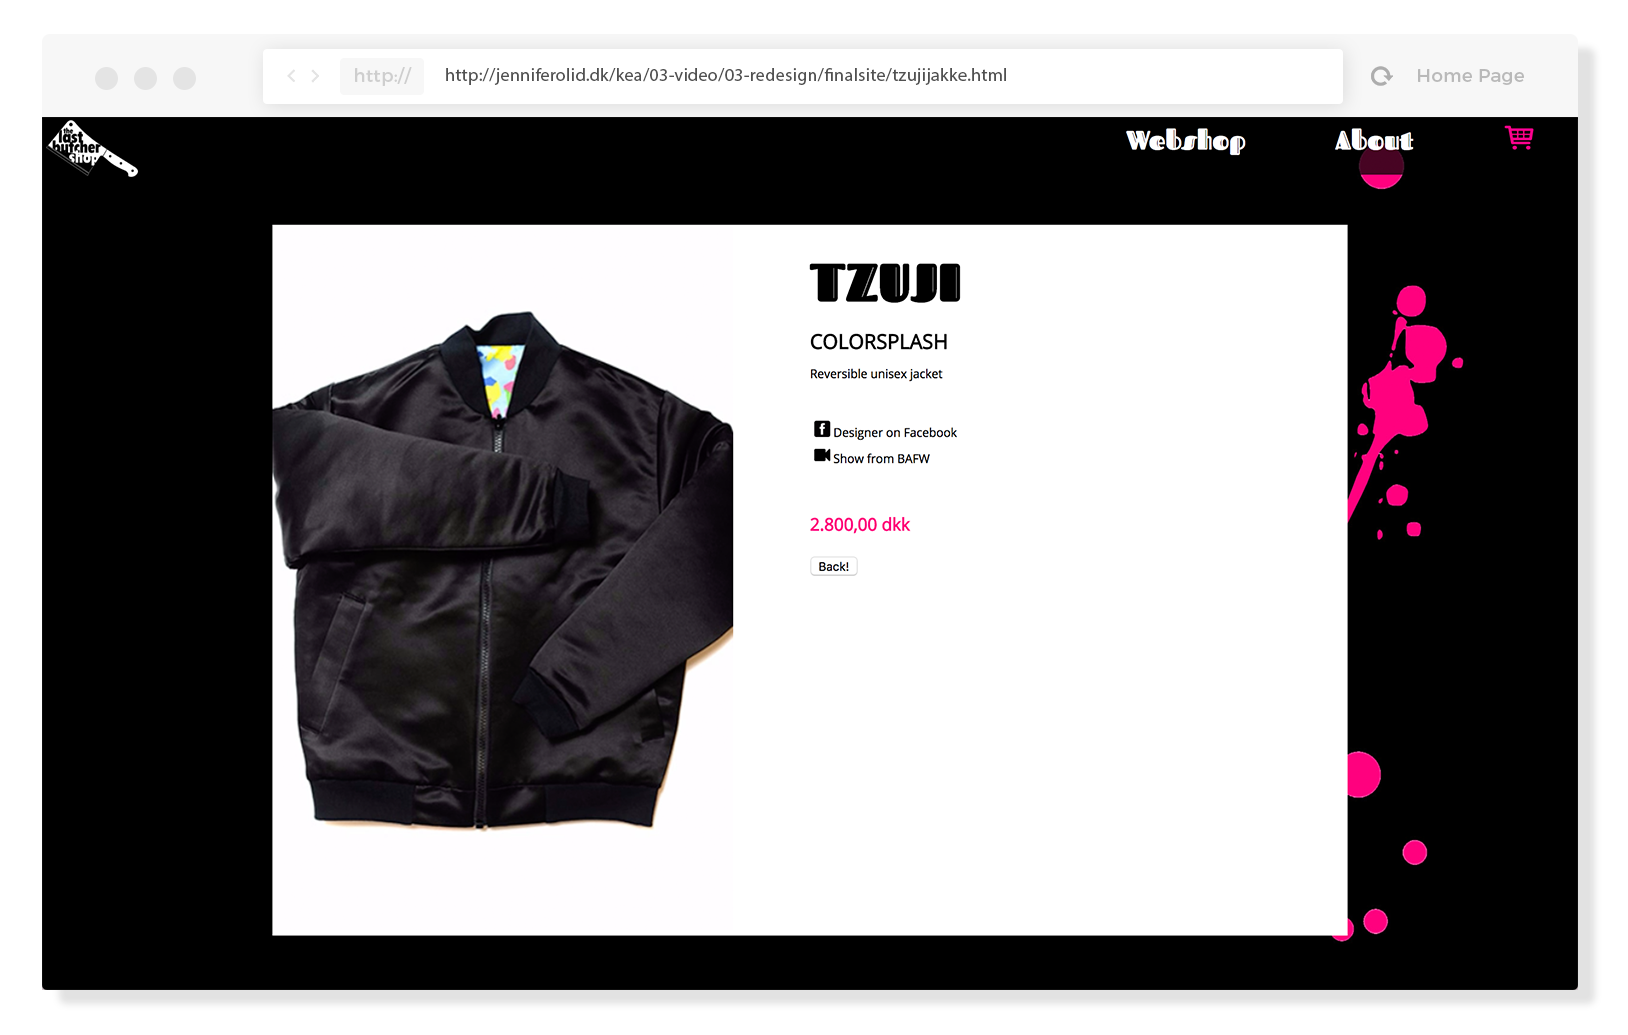 http://
http://jenniferolid.dk/kea/03-video/03-redesign/finalsite/tzujijakke.html
Home Page
the
last
butcher
shop
Webshop
About
TZUJI
COLORSPLASH
Reversible unisex jacket
Designer on Facebook
Show from BAFW
2.800,00 dkk
Back!